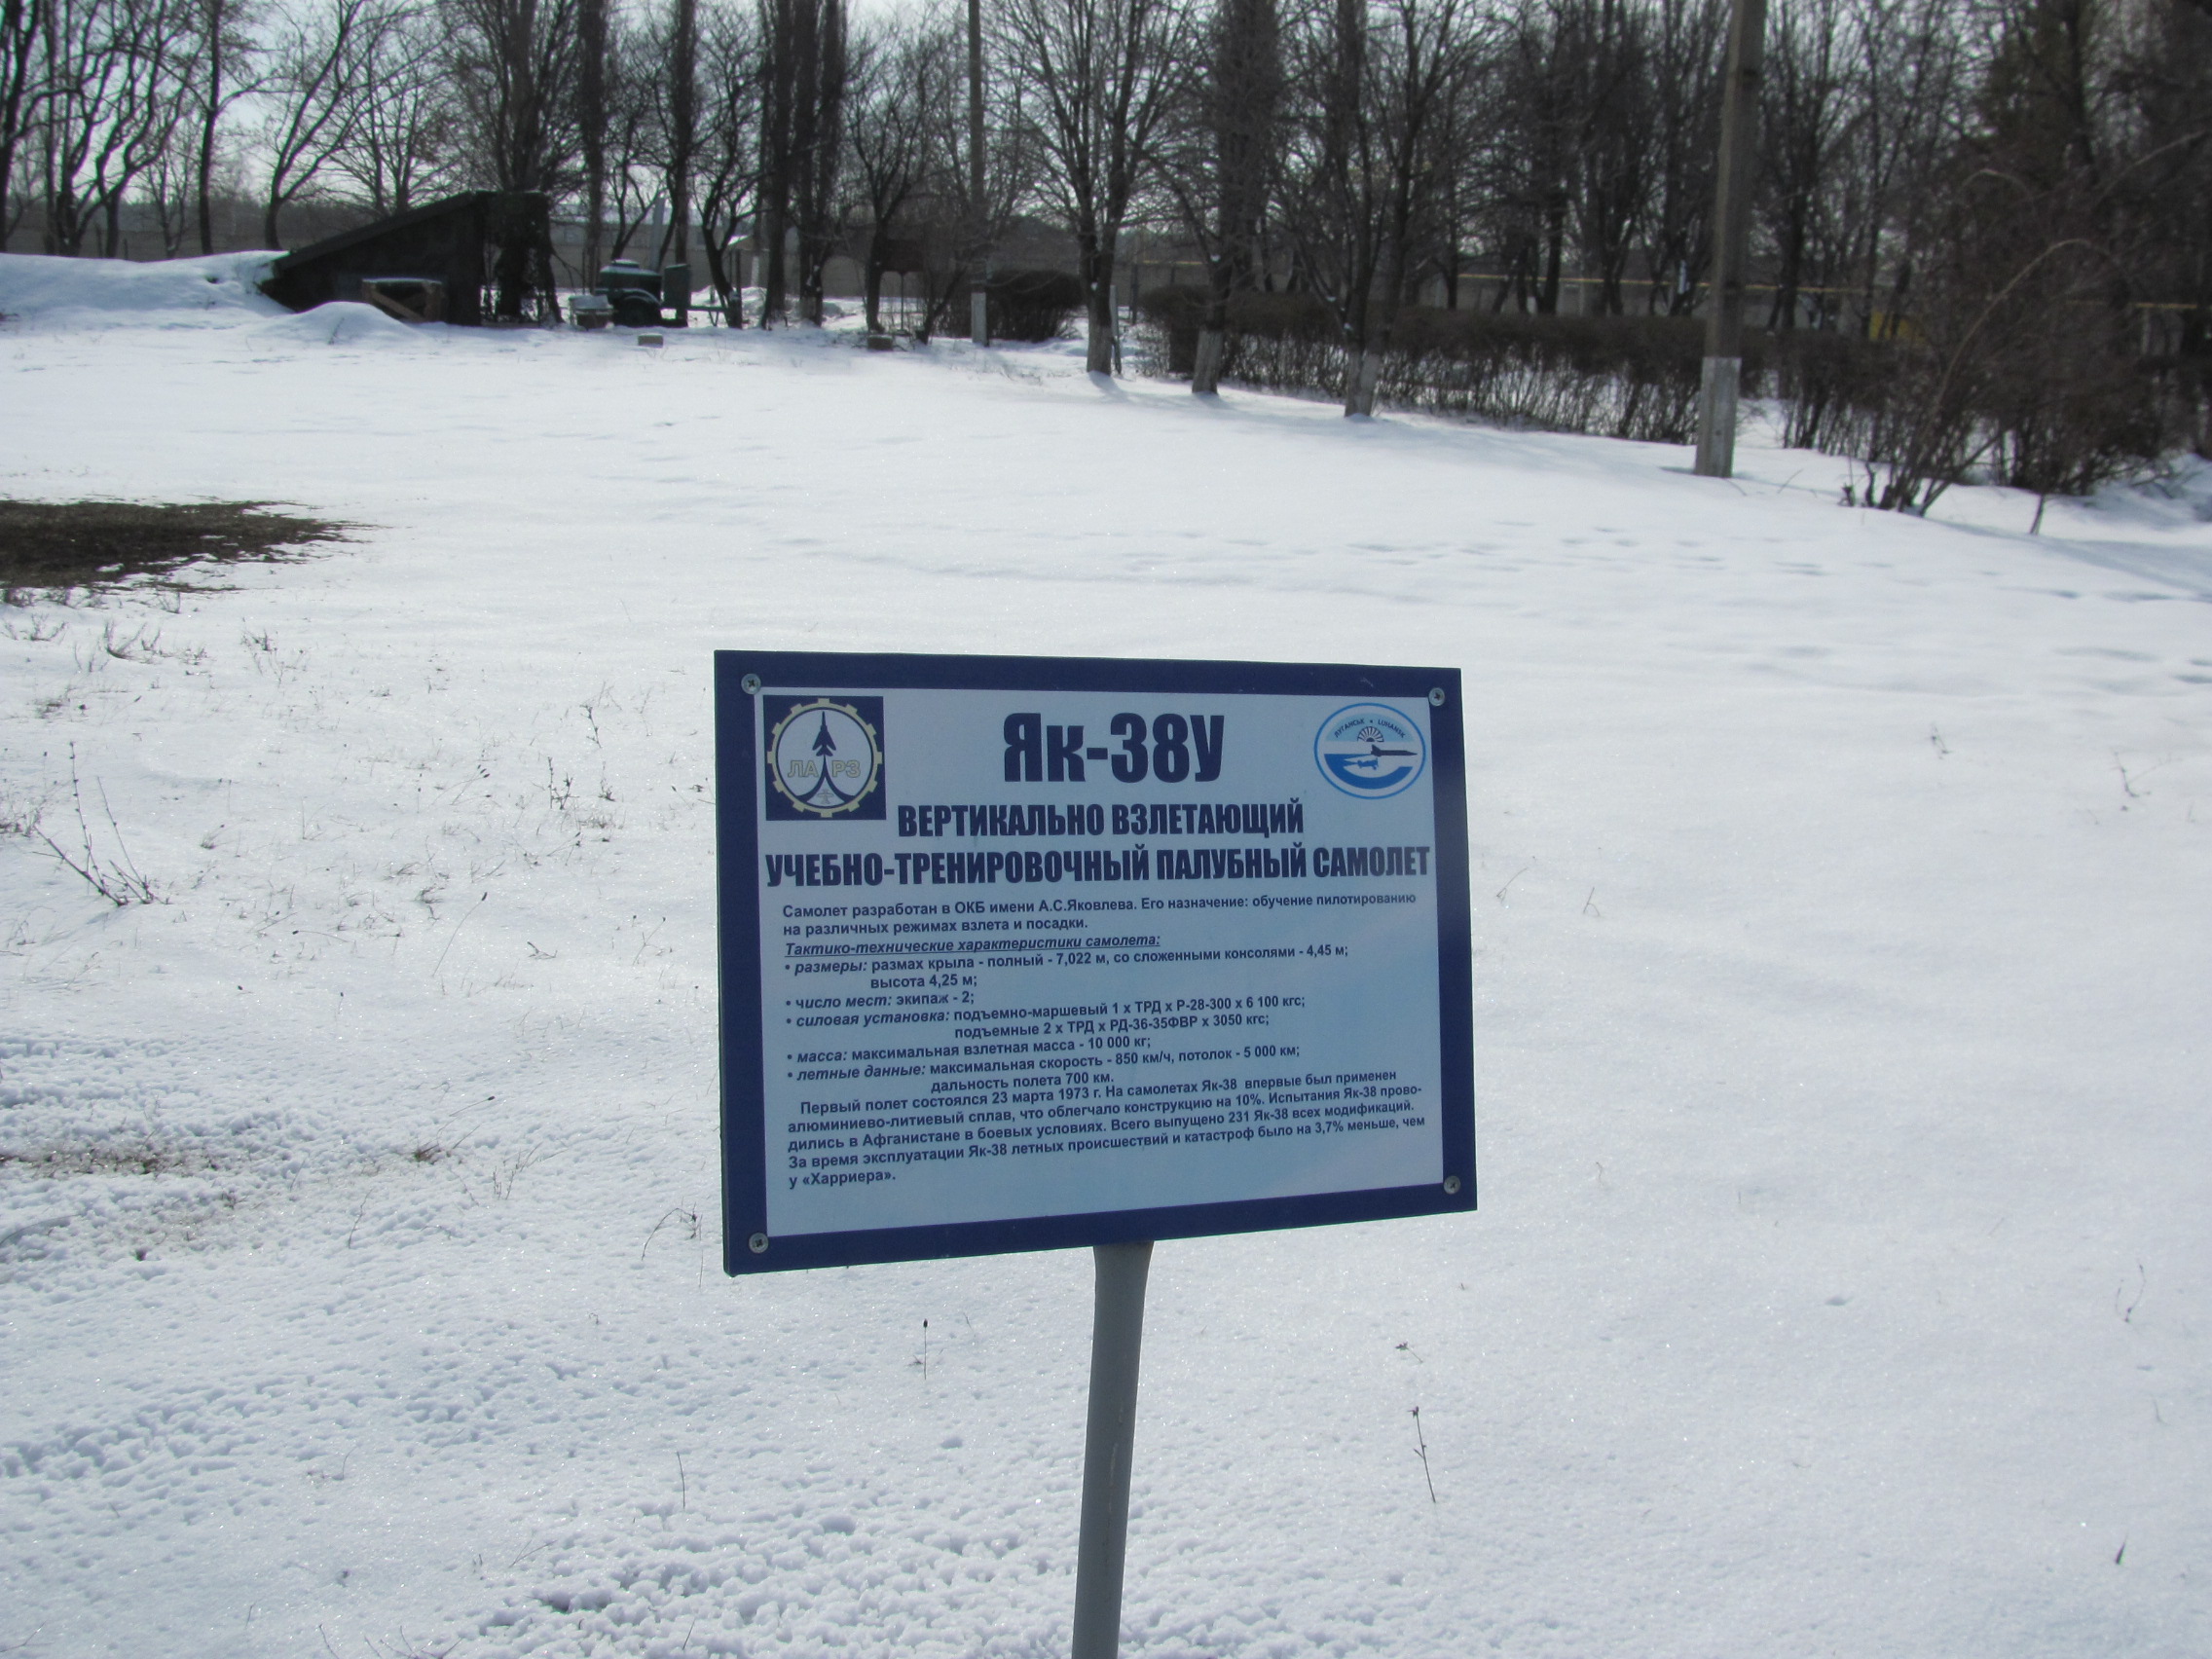 ЛАРЗ
Як-38У
ЛУГАНСЬК • LUHANSK
ВЕРТИКАЛЬНО ВЗЛЕТАЮЩИЙ
УЧЕБНО-ТРЕНИРОВОЧНЫЙ ПАЛУБНЫЙ САМОЛЕТ
Самолет разработан в ОКБ имени А.С.Яковлева. Его назначение: обучение пилотированию
на различных режимах взлета и посадки.
Тактико-технические характеристики самолета:
• размеры: размах крыла - полный - 7,022 м, со сложенными консолями - 4,45 м;
высота 4,25 м;
• число мест: экипаж - 2;
• силовая установка: подъемно-маршевый 1 х ТРД х Р-28-300 х 6 100 кгс;
подъемные 2 х ТРД х РД-36-35ФВР х 3050 кгс;
• масса: максимальная взлетная масса - 10 000 кг;
• летные данные: максимальная скорость - 850 км/ч, потолок - 5 000 км;
дальность полета 700 км.
Первый полет состоялся 23 марта 1973 г. На самолетах Як-38 впервые был применен
алюминиево-литиевый сплав, что облегчало конструкцию на 10%. Испытания Як-38 прово-
дились в Афганистане в боевых условиях. Всего выпущено 231 Як-38 всех модификаций.
За время эксплуатации Як-38 летных происшествий и катастроф было на 3,7% меньше, чем
у «Харриера».